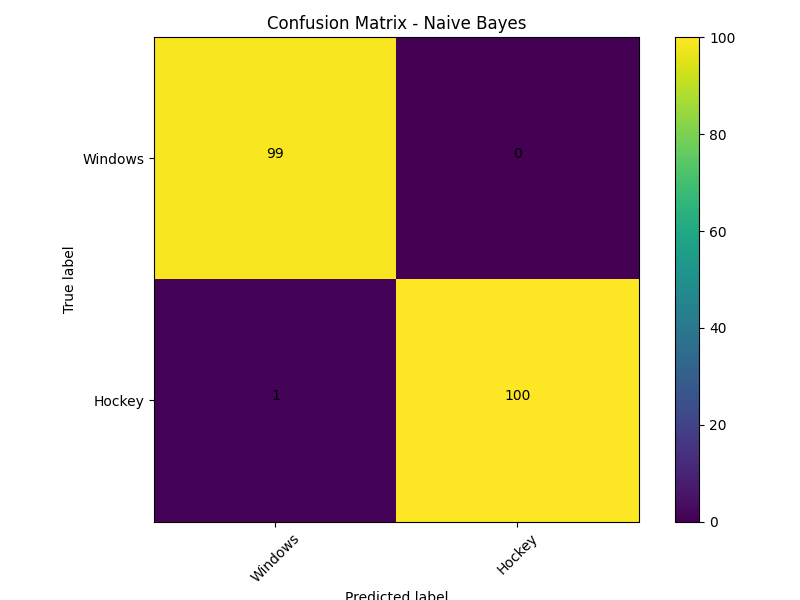 Confusion Matrix - Naive Bayes
100
Windows
99
0
80
60
True label
40
Hockey
1
100
20
0
Windows
Hockey
Predicted label